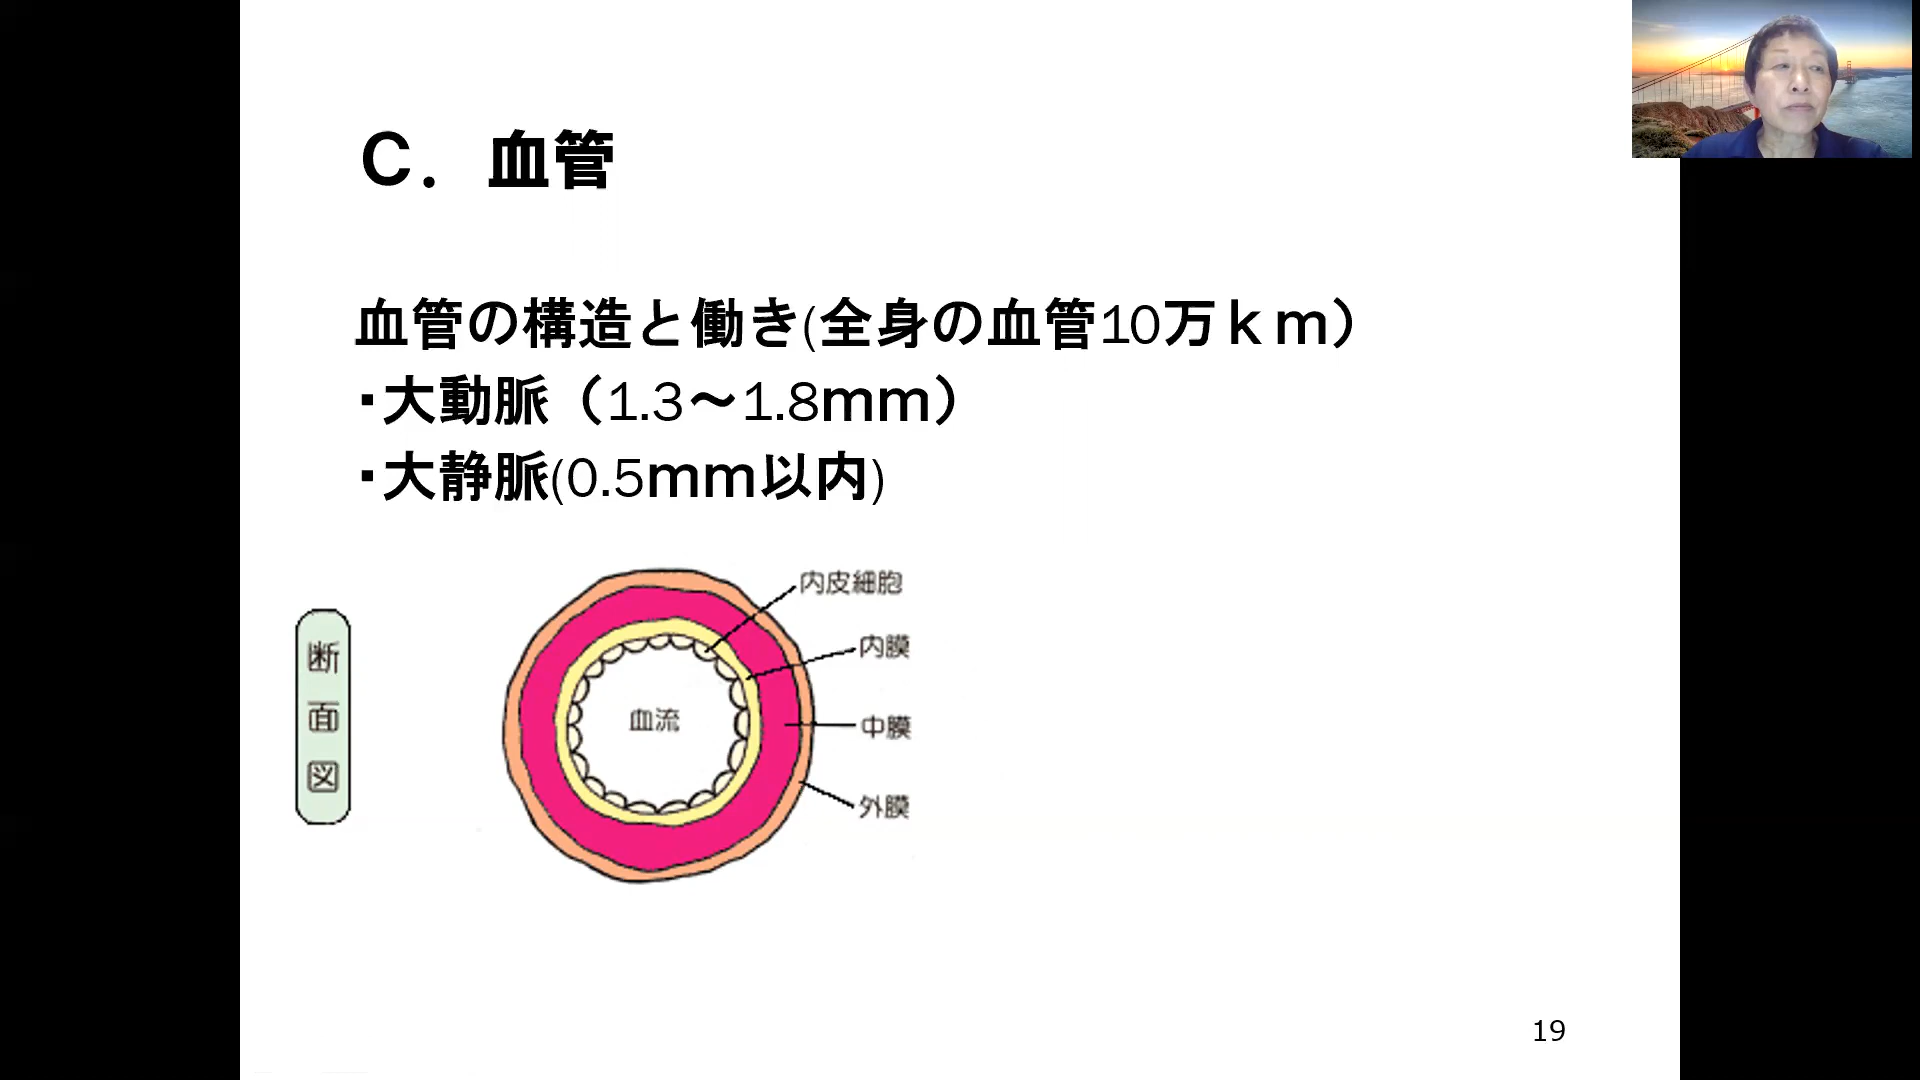 C．血管
血管の構造と働き(全身の血管10万ｋｍ）
・大動脈（1.3～1.8mm）
・大静脈(0.5mm以内)
断面図
内皮細胞
内膜
血流
中膜
外膜
19